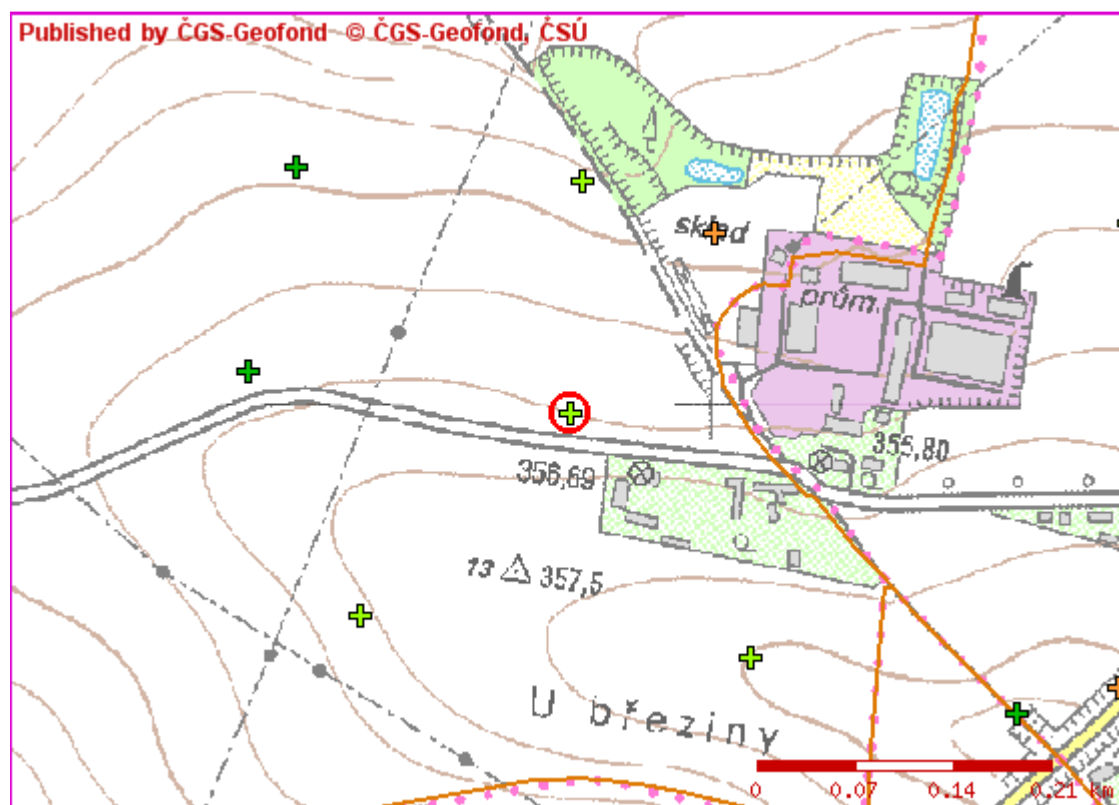 Published by ČGS-Geofond © ČGS-Geofond, ČSÚ
sklad
prům.
355,80
356,69
13 357,5
U březiny
0 0.07 0.14 0.21 km